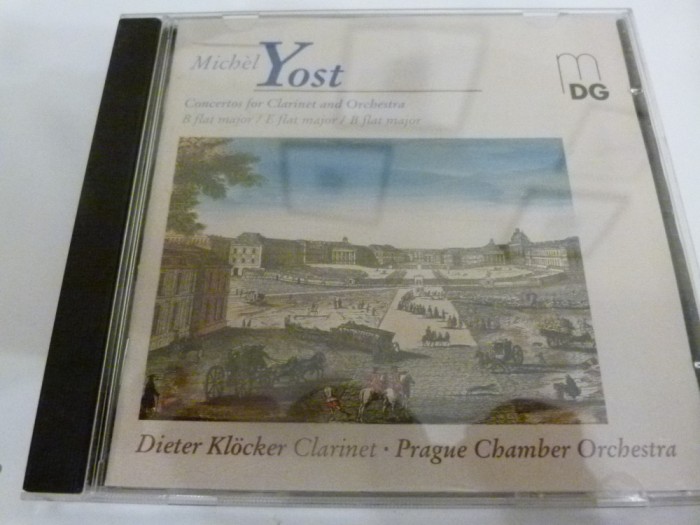 Michèl Yost
Concertos for Clarinet and Orchestra
B flat major / E flat major / B flat major
m
DG
Dieter Klöcker Clarinet · Prague Chamber Orchestra